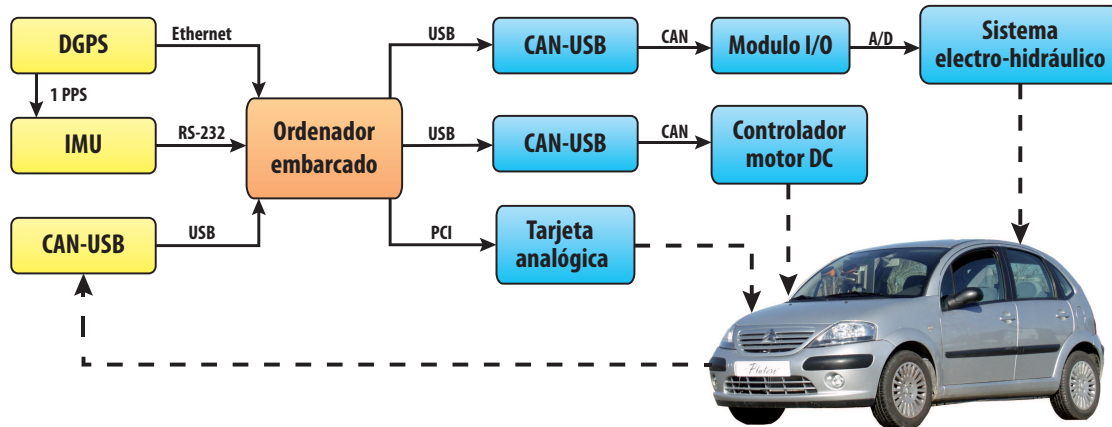 DGPS
Ethernet
1 PPS
IMU
RS-232
CAN-USB
USB
Ordenador
embarcado
USB
CAN-USB
CAN
Modulo I/O
A/D
Sistema
electro-hidráulico
USB
CAN-USB
CAN
Controlador
motor DC
PCI
Tarjeta
analógica
Platero